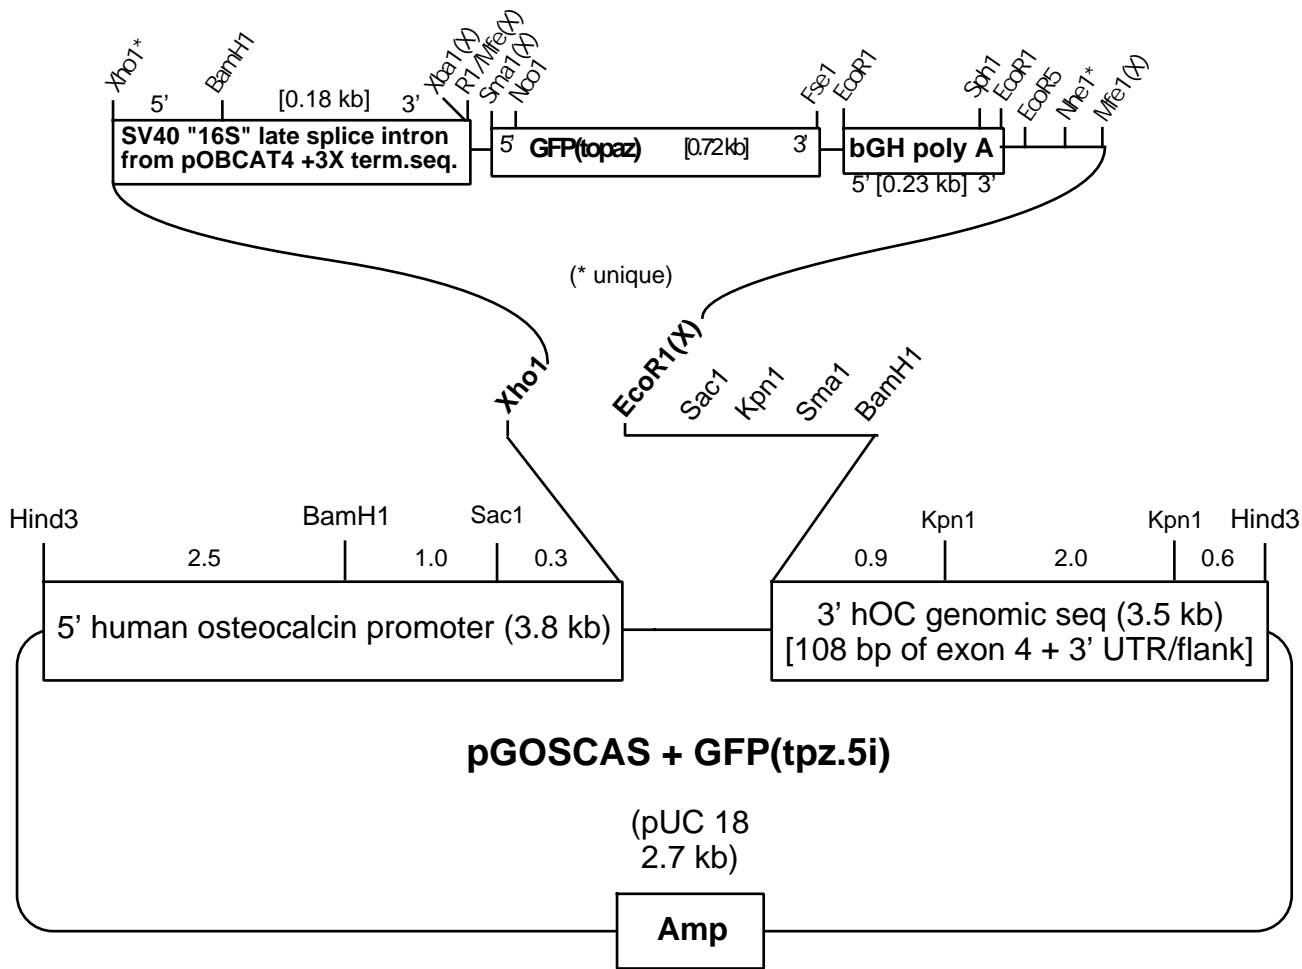 Xho1*
BamH1
Xba1(X)
R1/Mfe(X)
Sma1(X)
Nco1
Fse1
EcoR1
Sph1
EcoR1
EcoR5
Nhe1*
Mfe1(X)
5’ [0.18 kb] 3’
SV40 "16S" late splice intron
from pOBCAT4 +3X term.seq.
5' GFP(topaz) [0.72kb] 3’
bGH poly A
5’ [0.23 kb] 3’
(* unique)
Xho1
EcoR1(X)
Sac1
Kpn1
Sma1
BamH1
Hind3 BamH1 Sac1 Kpn1 Kpn1 Hind3
2.5 1.0 0.3 0.9 2.0 0.6
5’ human osteocalcin promoter (3.8 kb)
3’ hOC genomic seq (3.5 kb)
[108 bp of exon 4 + 3’ UTR/flank]
pGOSCAS + GFP(tpz.5i)
(pUC 18
2.7 kb)
Amp